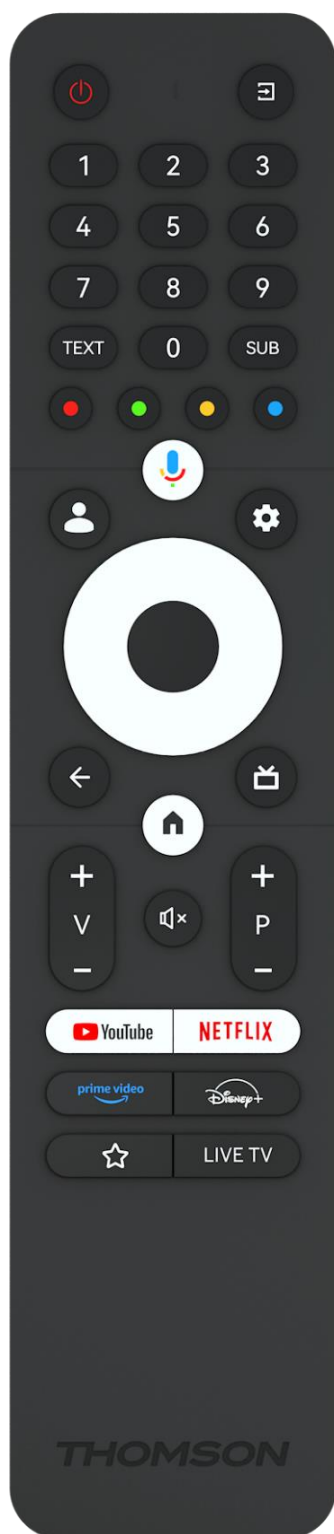 1 2 3
4 5 6
7 8 9
TEXT 0 SUB
+ +
V P
- -
YouTube NETFLIX
prime video Disney+
LIVE TV
THOMSON